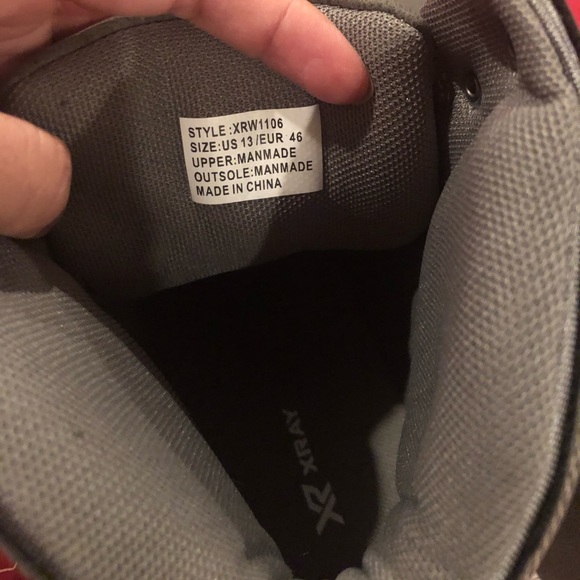 STYLE :XRW1106
SIZE:US 13 /EUR 46
UPPER:MANMADE
OUTSOLE:MANMADE
MADE IN CHINA
XR XRAY